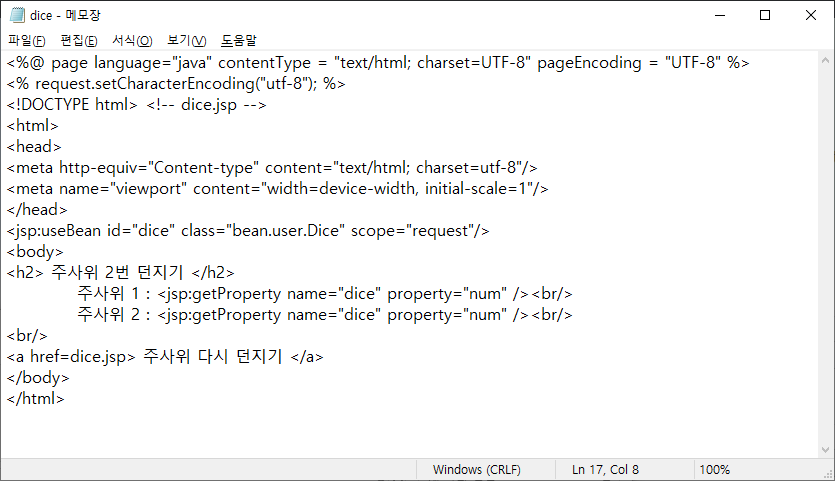 dice - 메모장
파일(F) 편집(E) 서식(O) 보기(V) 도움말
<%@ page language="java" contentType = "text/html; charset=UTF-8" pageEncoding = "UTF-8" %>
<% request.setCharacterEncoding("utf-8"); %>
<!DOCTYPE html> <!-- dice.jsp -->
<html>
<head>
<meta http-equiv="Content-type" content="text/html; charset=utf-8"/>
<meta name="viewport" content="width=device-width, initial-scale=1"/>
</head>
<jsp:useBean id="dice" class="bean.user.Dice" scope="request"/>
<body>
<h2> 주사위 2번 던지기 </h2>
주사위 1 : <jsp:getProperty name="dice" property="num" /><br/>
주사위 2 : <jsp:getProperty name="dice" property="num" /><br/>
<br/>
<a href=dice.jsp> 주사위 다시 던지기 </a>
</body>
</html>
Windows (CRLF) Ln 17, Col 8 100%